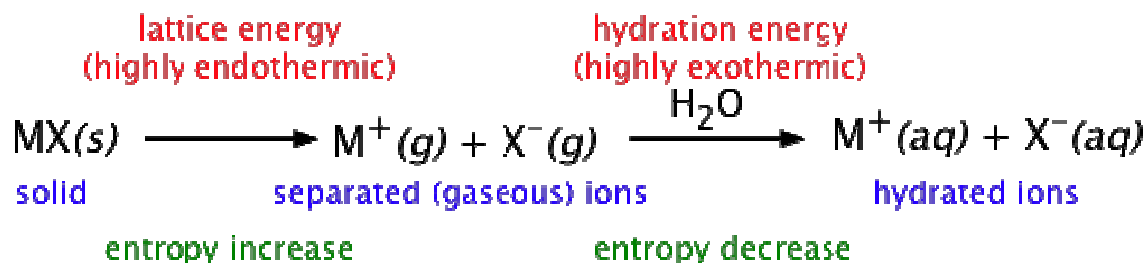 lattice energy
(highly endothermic)
hydration energy
(highly exothermic)
H₂O
MX(s) ⟶ M⁺(g) + X⁻(g) ⟶ M⁺(aq) + X⁻(aq)
solid
separated (gaseous) ions
hydrated ions
entropy increase
entropy decrease